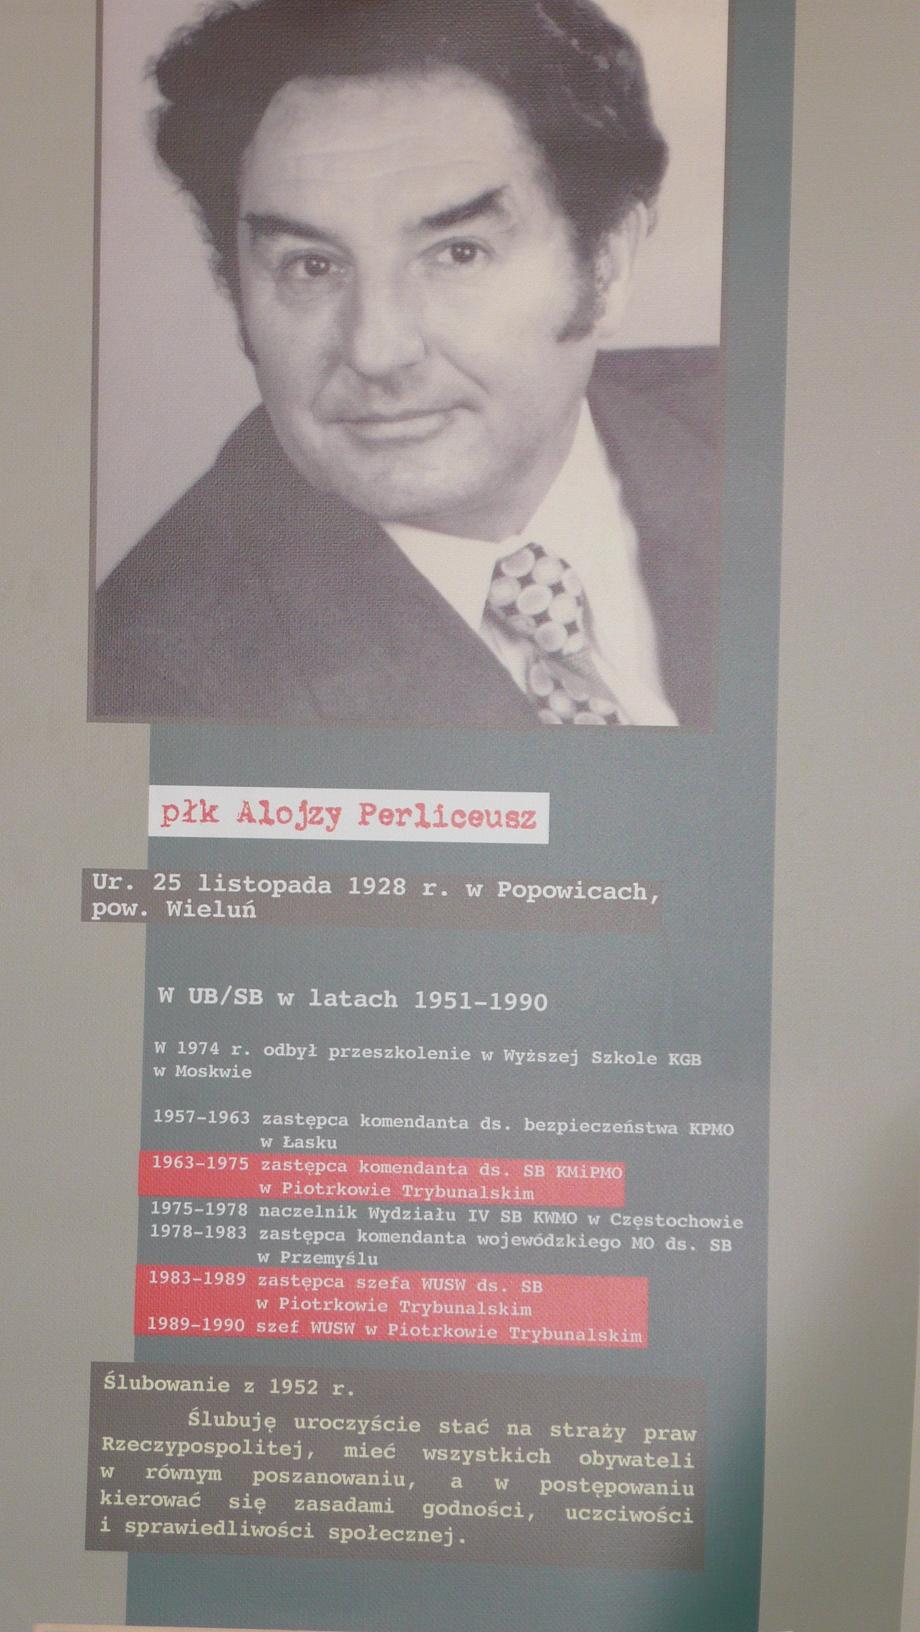 płk Alojzy Perliceusz
Ur. 25 listopada 1928 r. w Popowicach,
pow. Wieluń
W UB/SB w latach 1951-1990
W 1974 r. odbył przeszkolenie w Wyższej Szkole KGB
w Moskwie
1957-1963 zastępca komendanta ds. bezpieczeństwa KPMO
w Łasku
1963-1975 zastępca komendanta ds. SB KMiPMO
w Piotrkowie Trybunalskim
1975-1978 naczelnik Wydziału IV SB KWMO w Częstochowie
1978-1983 zastępca komendanta wojewódzkiego MO ds. SB
w Przemyślu
1983-1989 zastępca szefa WUSW ds. SB
w Piotrkowie Trybunalskim
1989-1990 szef WUSW w Piotrkowie Trybunalskim
Ślubowanie z 1952 r.
Ślubuję uroczyście stać na straży praw
Rzeczypospolitej, mieć wszystkich obywateli
w równym poszanowaniu, a w postępowaniu
kierować się zasadami godności, uczciwości
i sprawiedliwości społecznej.